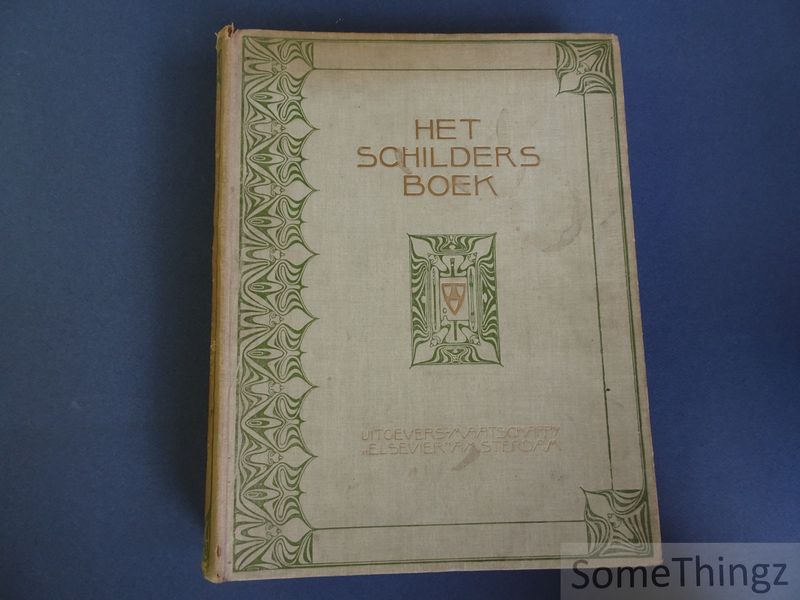 HET
SCHILDERS
BOEK
UITGEVERS-MAATSCHAPPY
„ELSEVIER” AMSTERDAM
SomeThingz